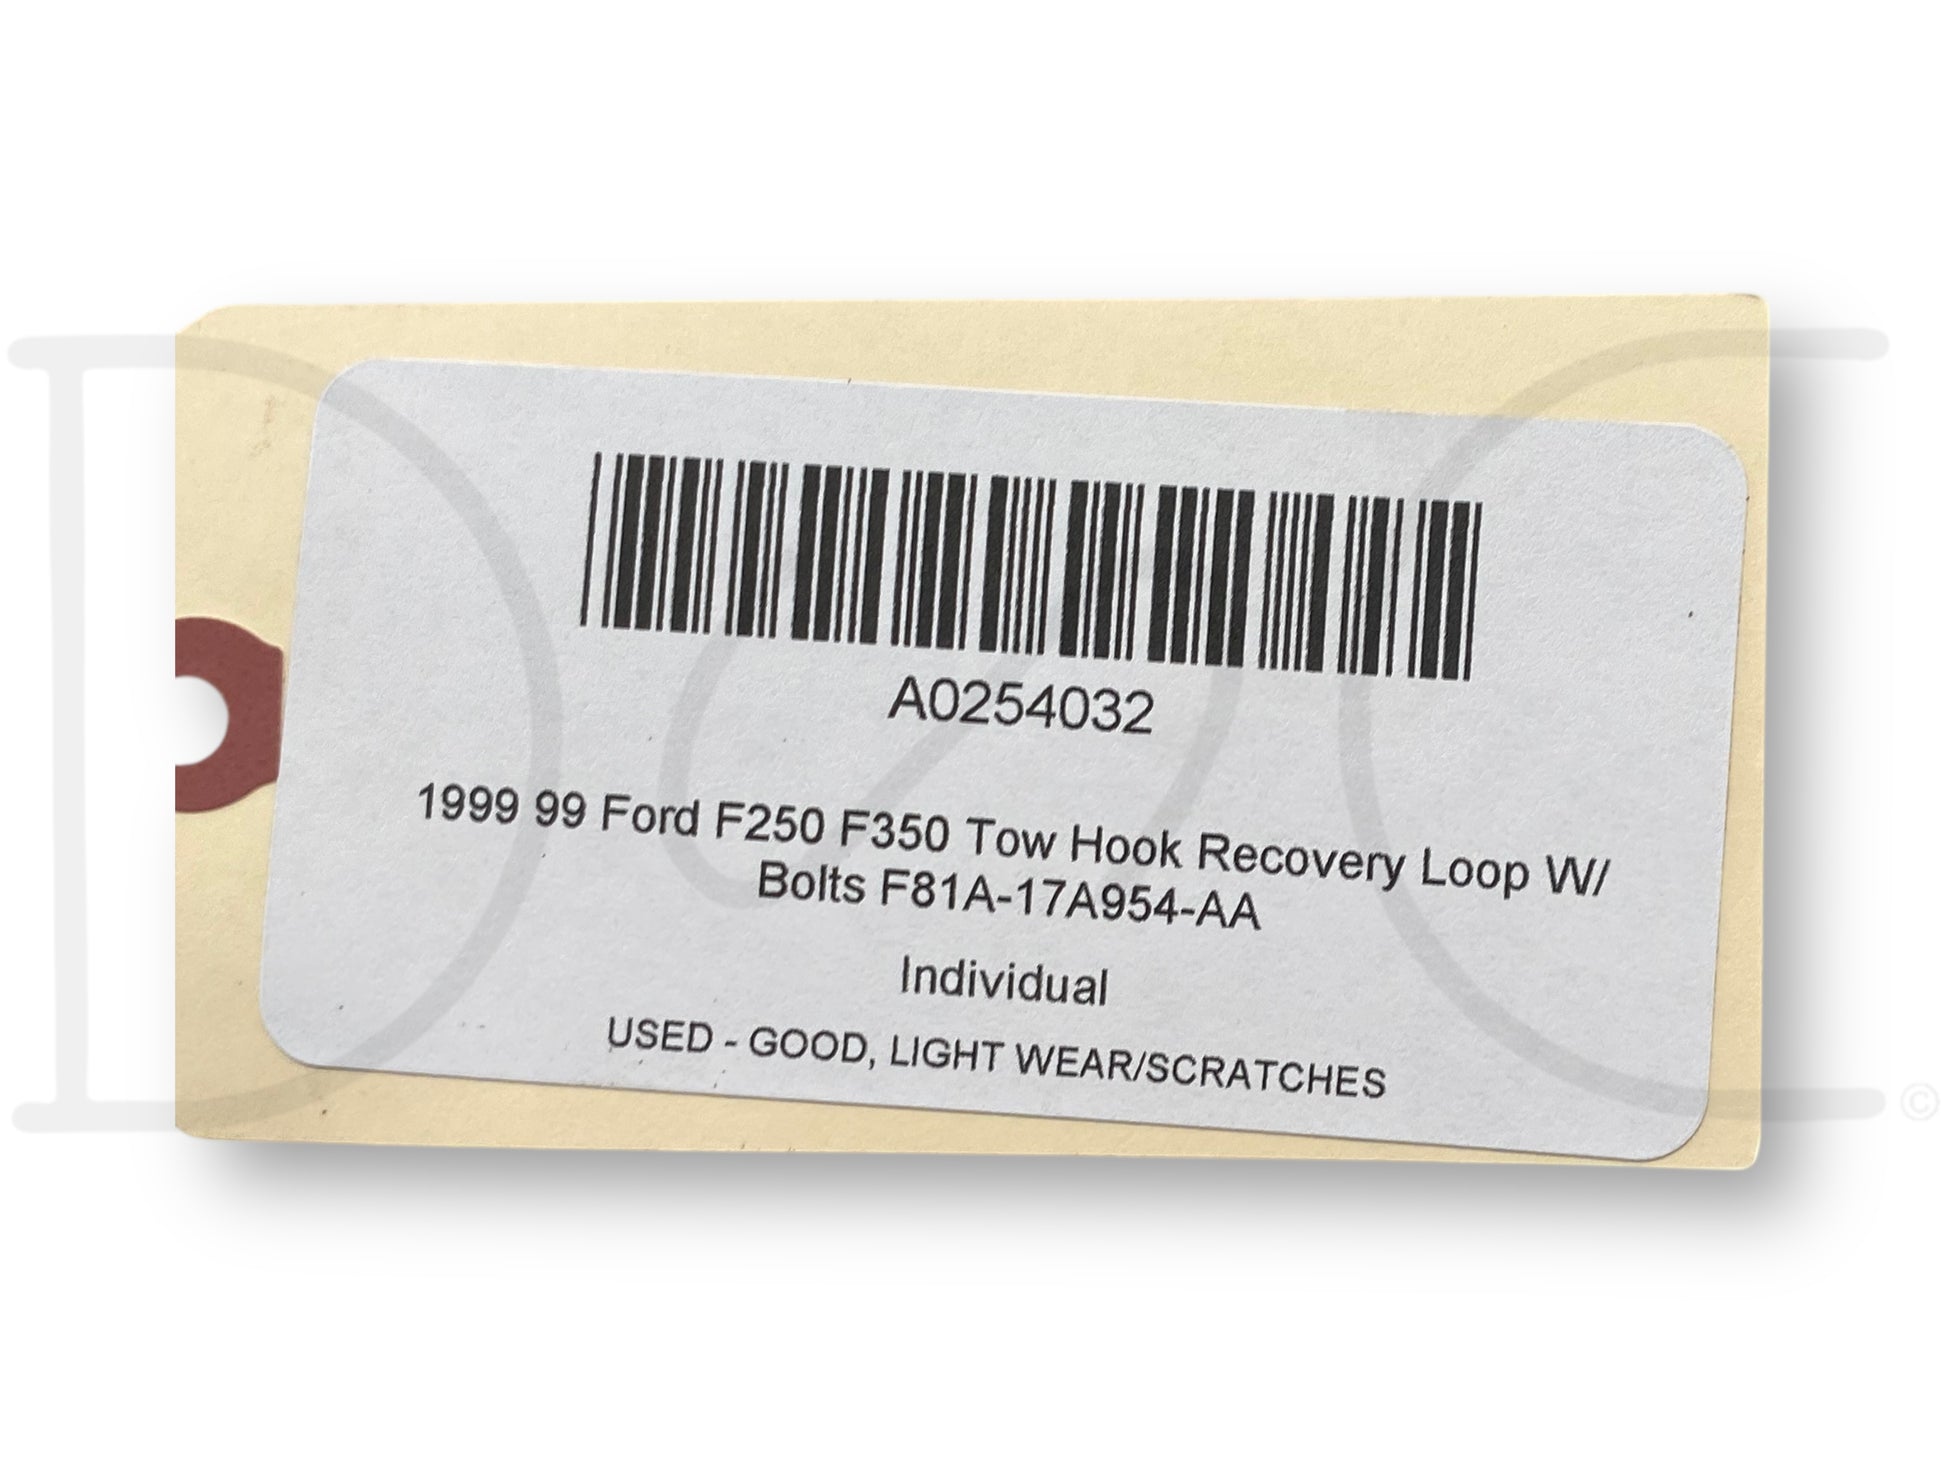 A0254032
1999 99 Ford F250 F350 Tow Hook Recovery Loop W/
Bolts F81A-17A954-AA
Individual
USED - GOOD, LIGHT WEAR/SCRATCHES
©